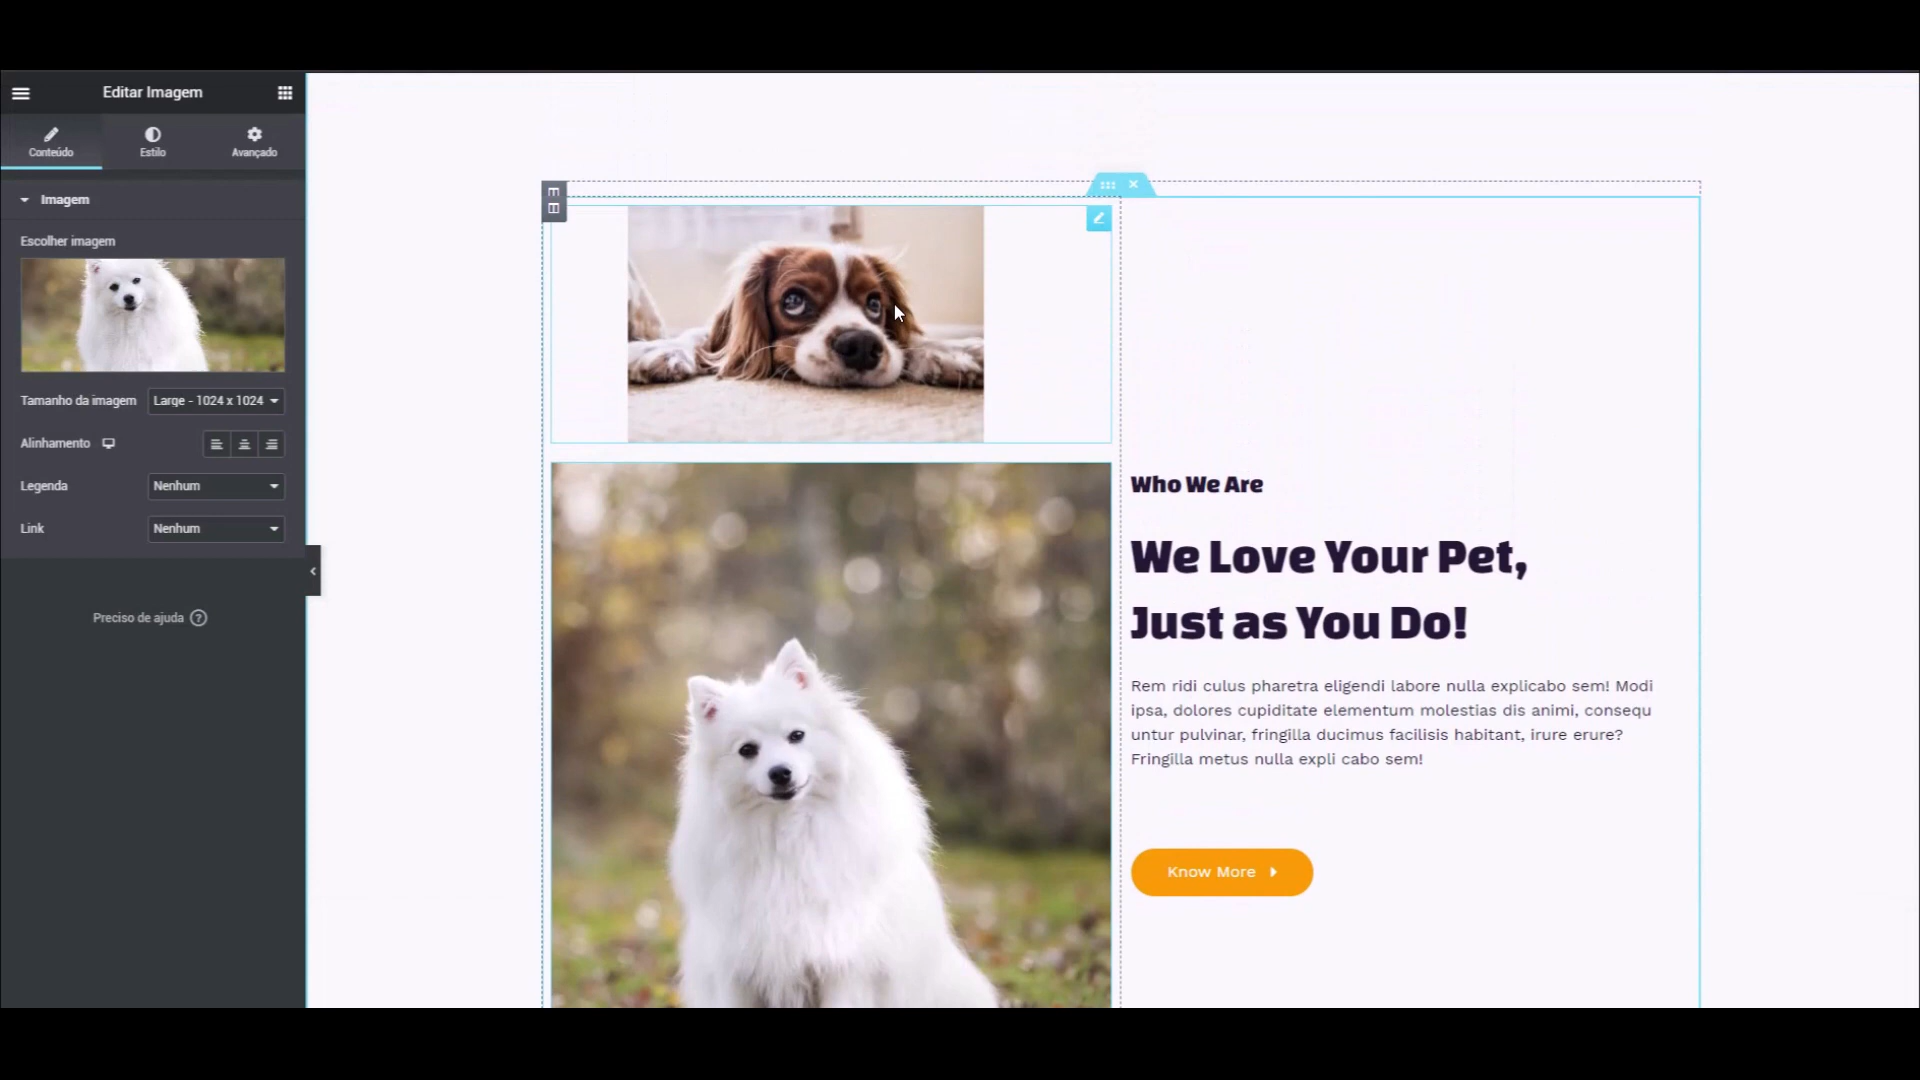 Editar Imagem
Conteúdo
Estilo
Avançado
Imagem
Escolher imagem
Tamanho da imagem
Large - 1024 x 1024
Alinhamento
Legenda
Nenhum
Link
Nenhum
Preciso de ajuda ?
Who We Are
We Love Your Pet,
Just as You Do!
Rem ridi culus pharetra eligendi labore nulla explicabo sem! Modi
ipsa, dolores cupiditate elementum molestias dis animi, consequ
untur pulvinar, fringilla ducimus facilisis habitant, irure erure?
Fringilla metus nulla expli cabo sem!
Know More